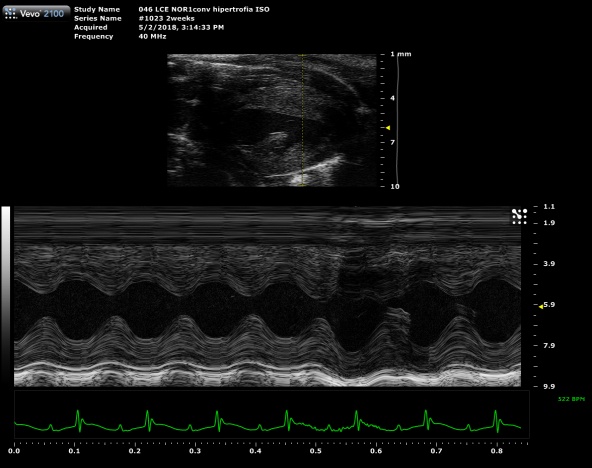 Vevo 2100
Study Name 046 LCE NOR1conv hipertrofia ISO
Series Name #1023 2weeks
Acquired 5/2/2018, 3:14:33 PM
Frequency 40 MHz
1 mm
4
7
10
1.1
1.9
3.9
5.9
7.9
9.9
522 BPM
0.0 0.1 0.2 0.3 0.4 0.5 0.6 0.7 0.8